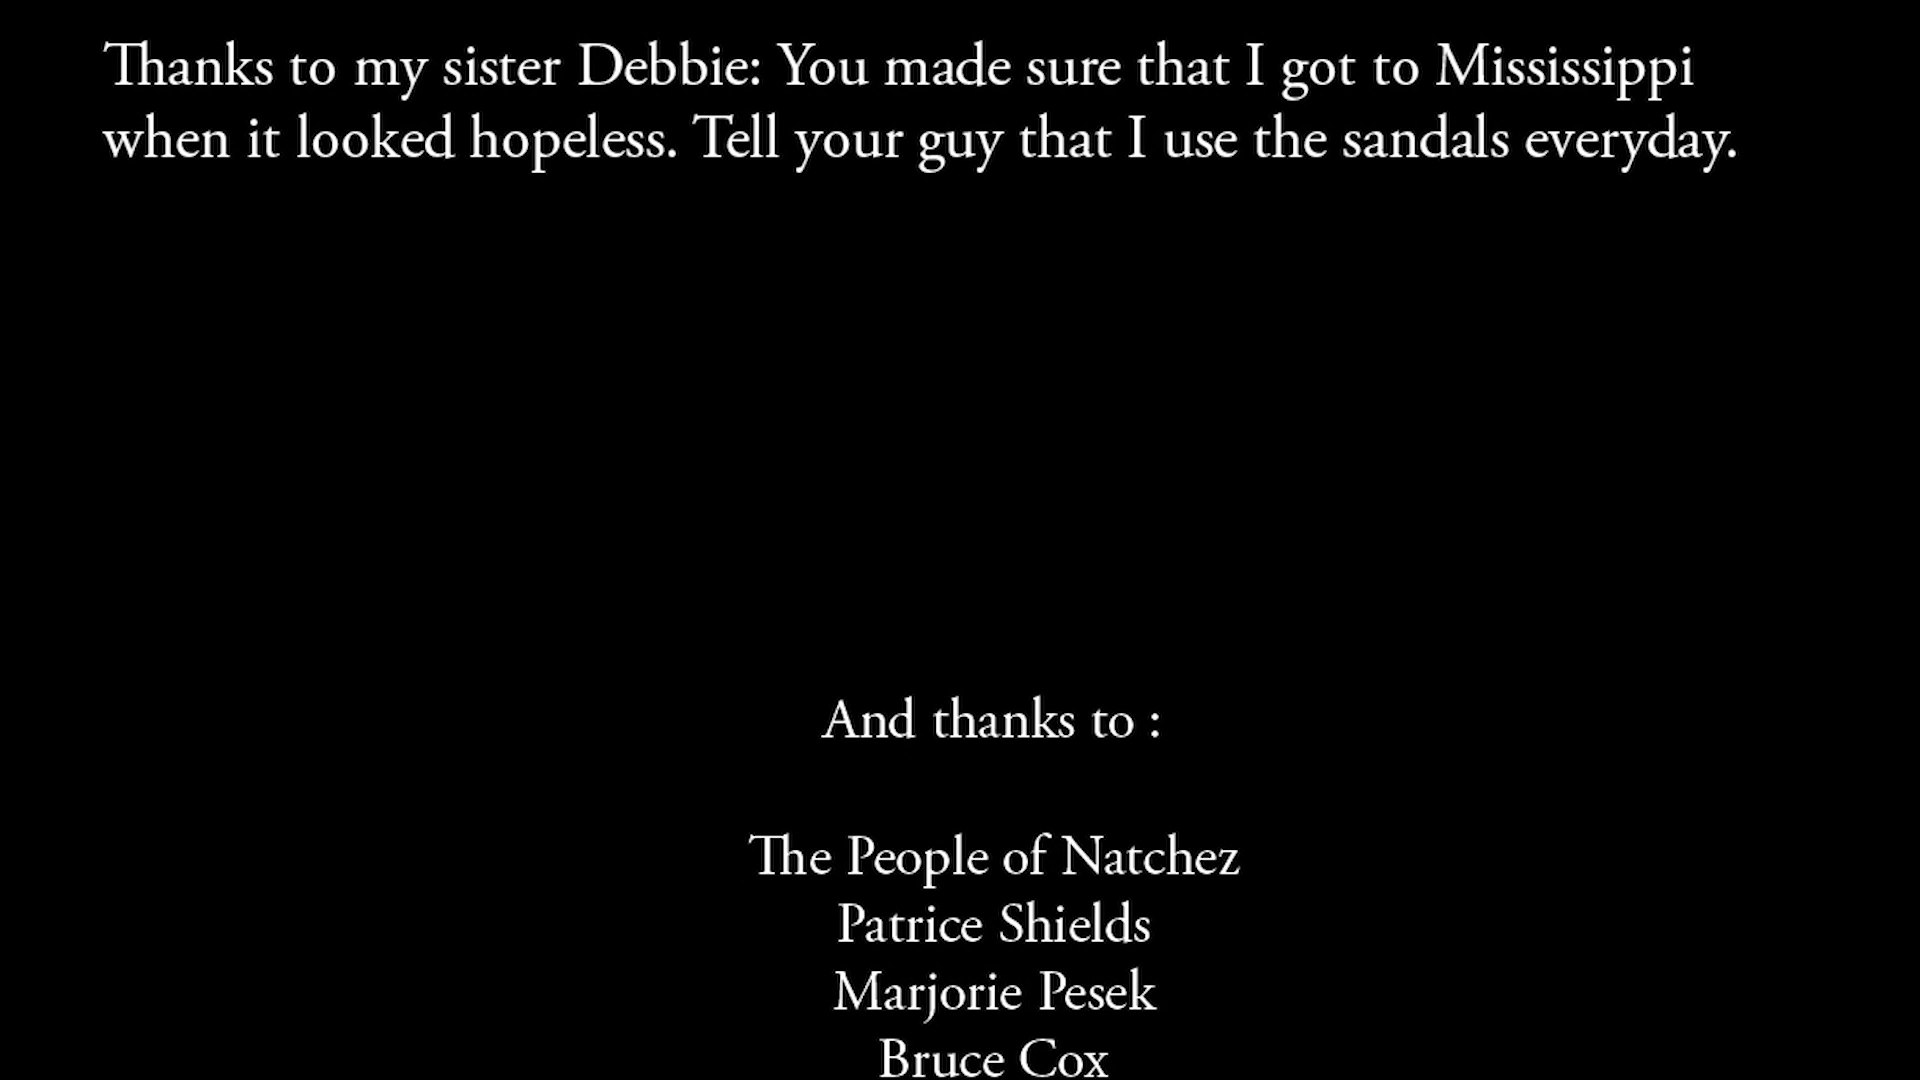 Thanks to my sister Debbie: You made sure that I got to Mississippi
when it looked hopeless. Tell your guy that I use the sandals everyday.
And thanks to :
The People of Natchez
Patrice Shields
Marjorie Pesek
Bruce Cox